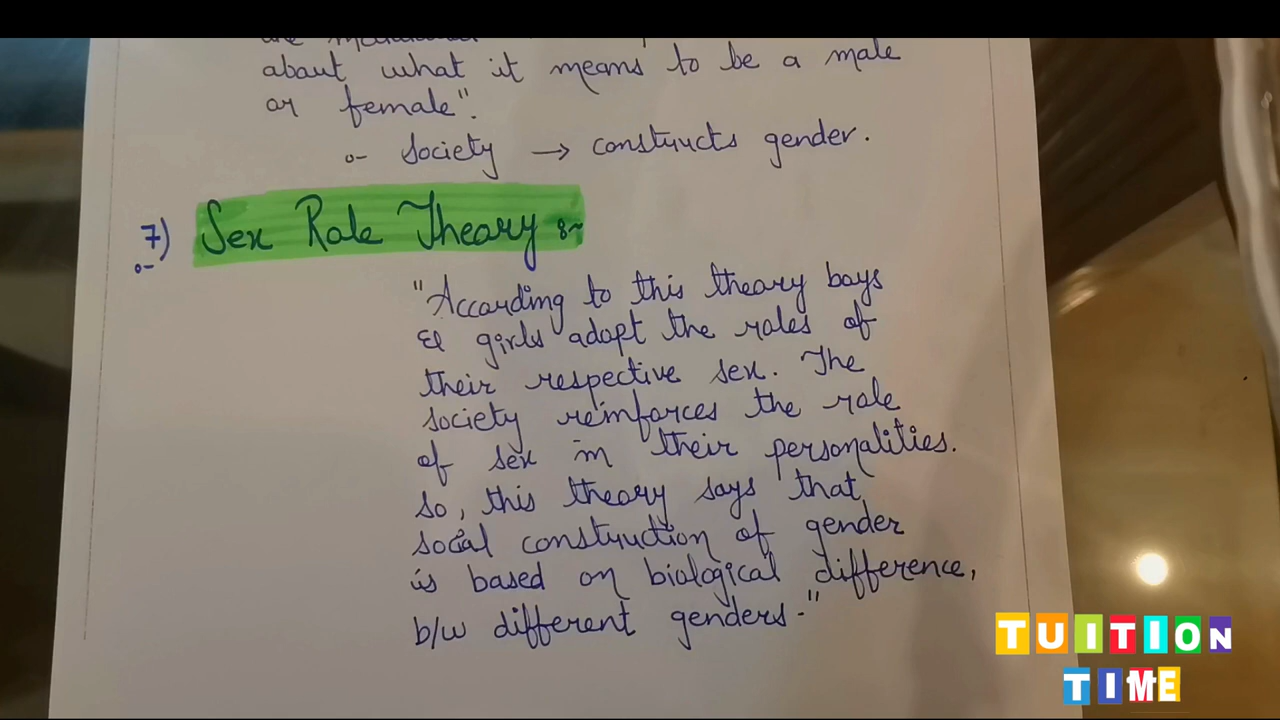 about what it means to be a male
or female".
Society → constructs gender.
7) Sex Role Theory :~
"According to this theory boys
& girls adopt the roles of
their respective sex. The
society reinforces the role
of sex in their personalities.
So, this theory says that
social construction of gender
is based on biological difference,
b/w different genders."
TUITION
TIME